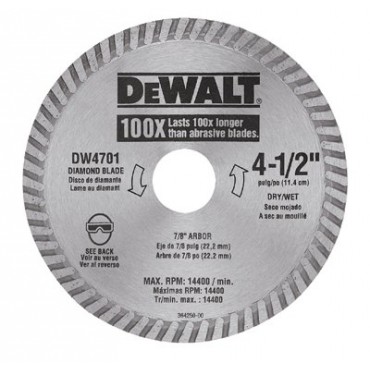 DEWALT
100X Lasts 100x longer
than abrasive blades.
DW4701
DIAMOND BLADE
Disco de diamante
Lame au diamant
4-1/2"
pulg/po (11.4 cm)
DRY/WET
Seco mojado
A sec au mouillé
SEE BACK
Voir au verso
Ver al reverso
7/8" ARBOR
Eje de 7/8 pulg (22,2 mm)
Arbre de 7/8 po (22,2 mm)
MAX. RPM: 14400 / min.
Máximas RPM: 14400
Tr/min. max. : 14400